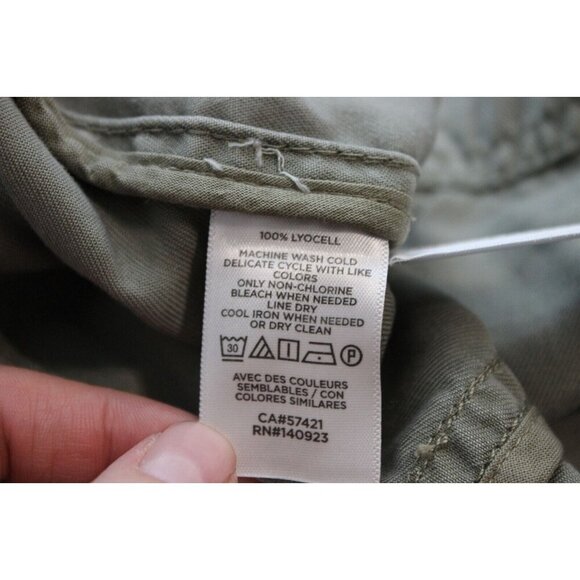 100% LYOCELL
MACHINE WASH COLD
DELICATE CYCLE WITH LIKE
COLORS
ONLY NON-CHLORINE
BLEACH WHEN NEEDED
LINE DRY
COOL IRON WHEN NEEDED
OR DRY CLEAN
30 P
AVEC DES COULEURS
SEMBLABLES / CON
COLORES SIMILARES
CA#57421
RN#140923